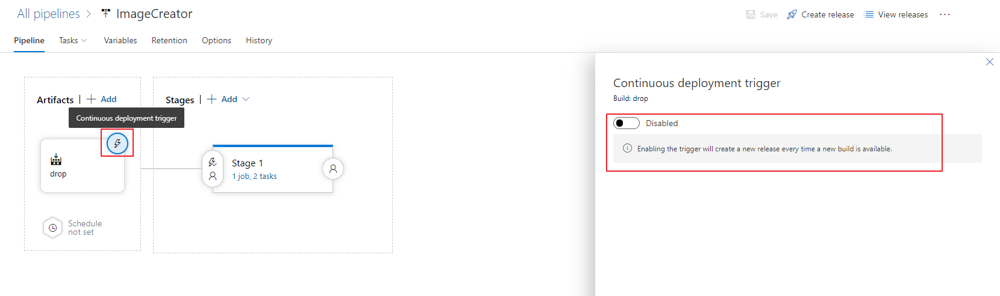 All pipelines > ImageCreator
Save
Create release
View releases
...
Pipeline
Tasks
Variables
Retention
Options
History
Artifacts | + Add
Continuous deployment trigger
drop
Schedule
not set
Stages | + Add
Stage 1
1 job, 2 tasks
Continuous deployment trigger
Build: drop
Disabled
Enabling the trigger will create a new release every time a new build is available.